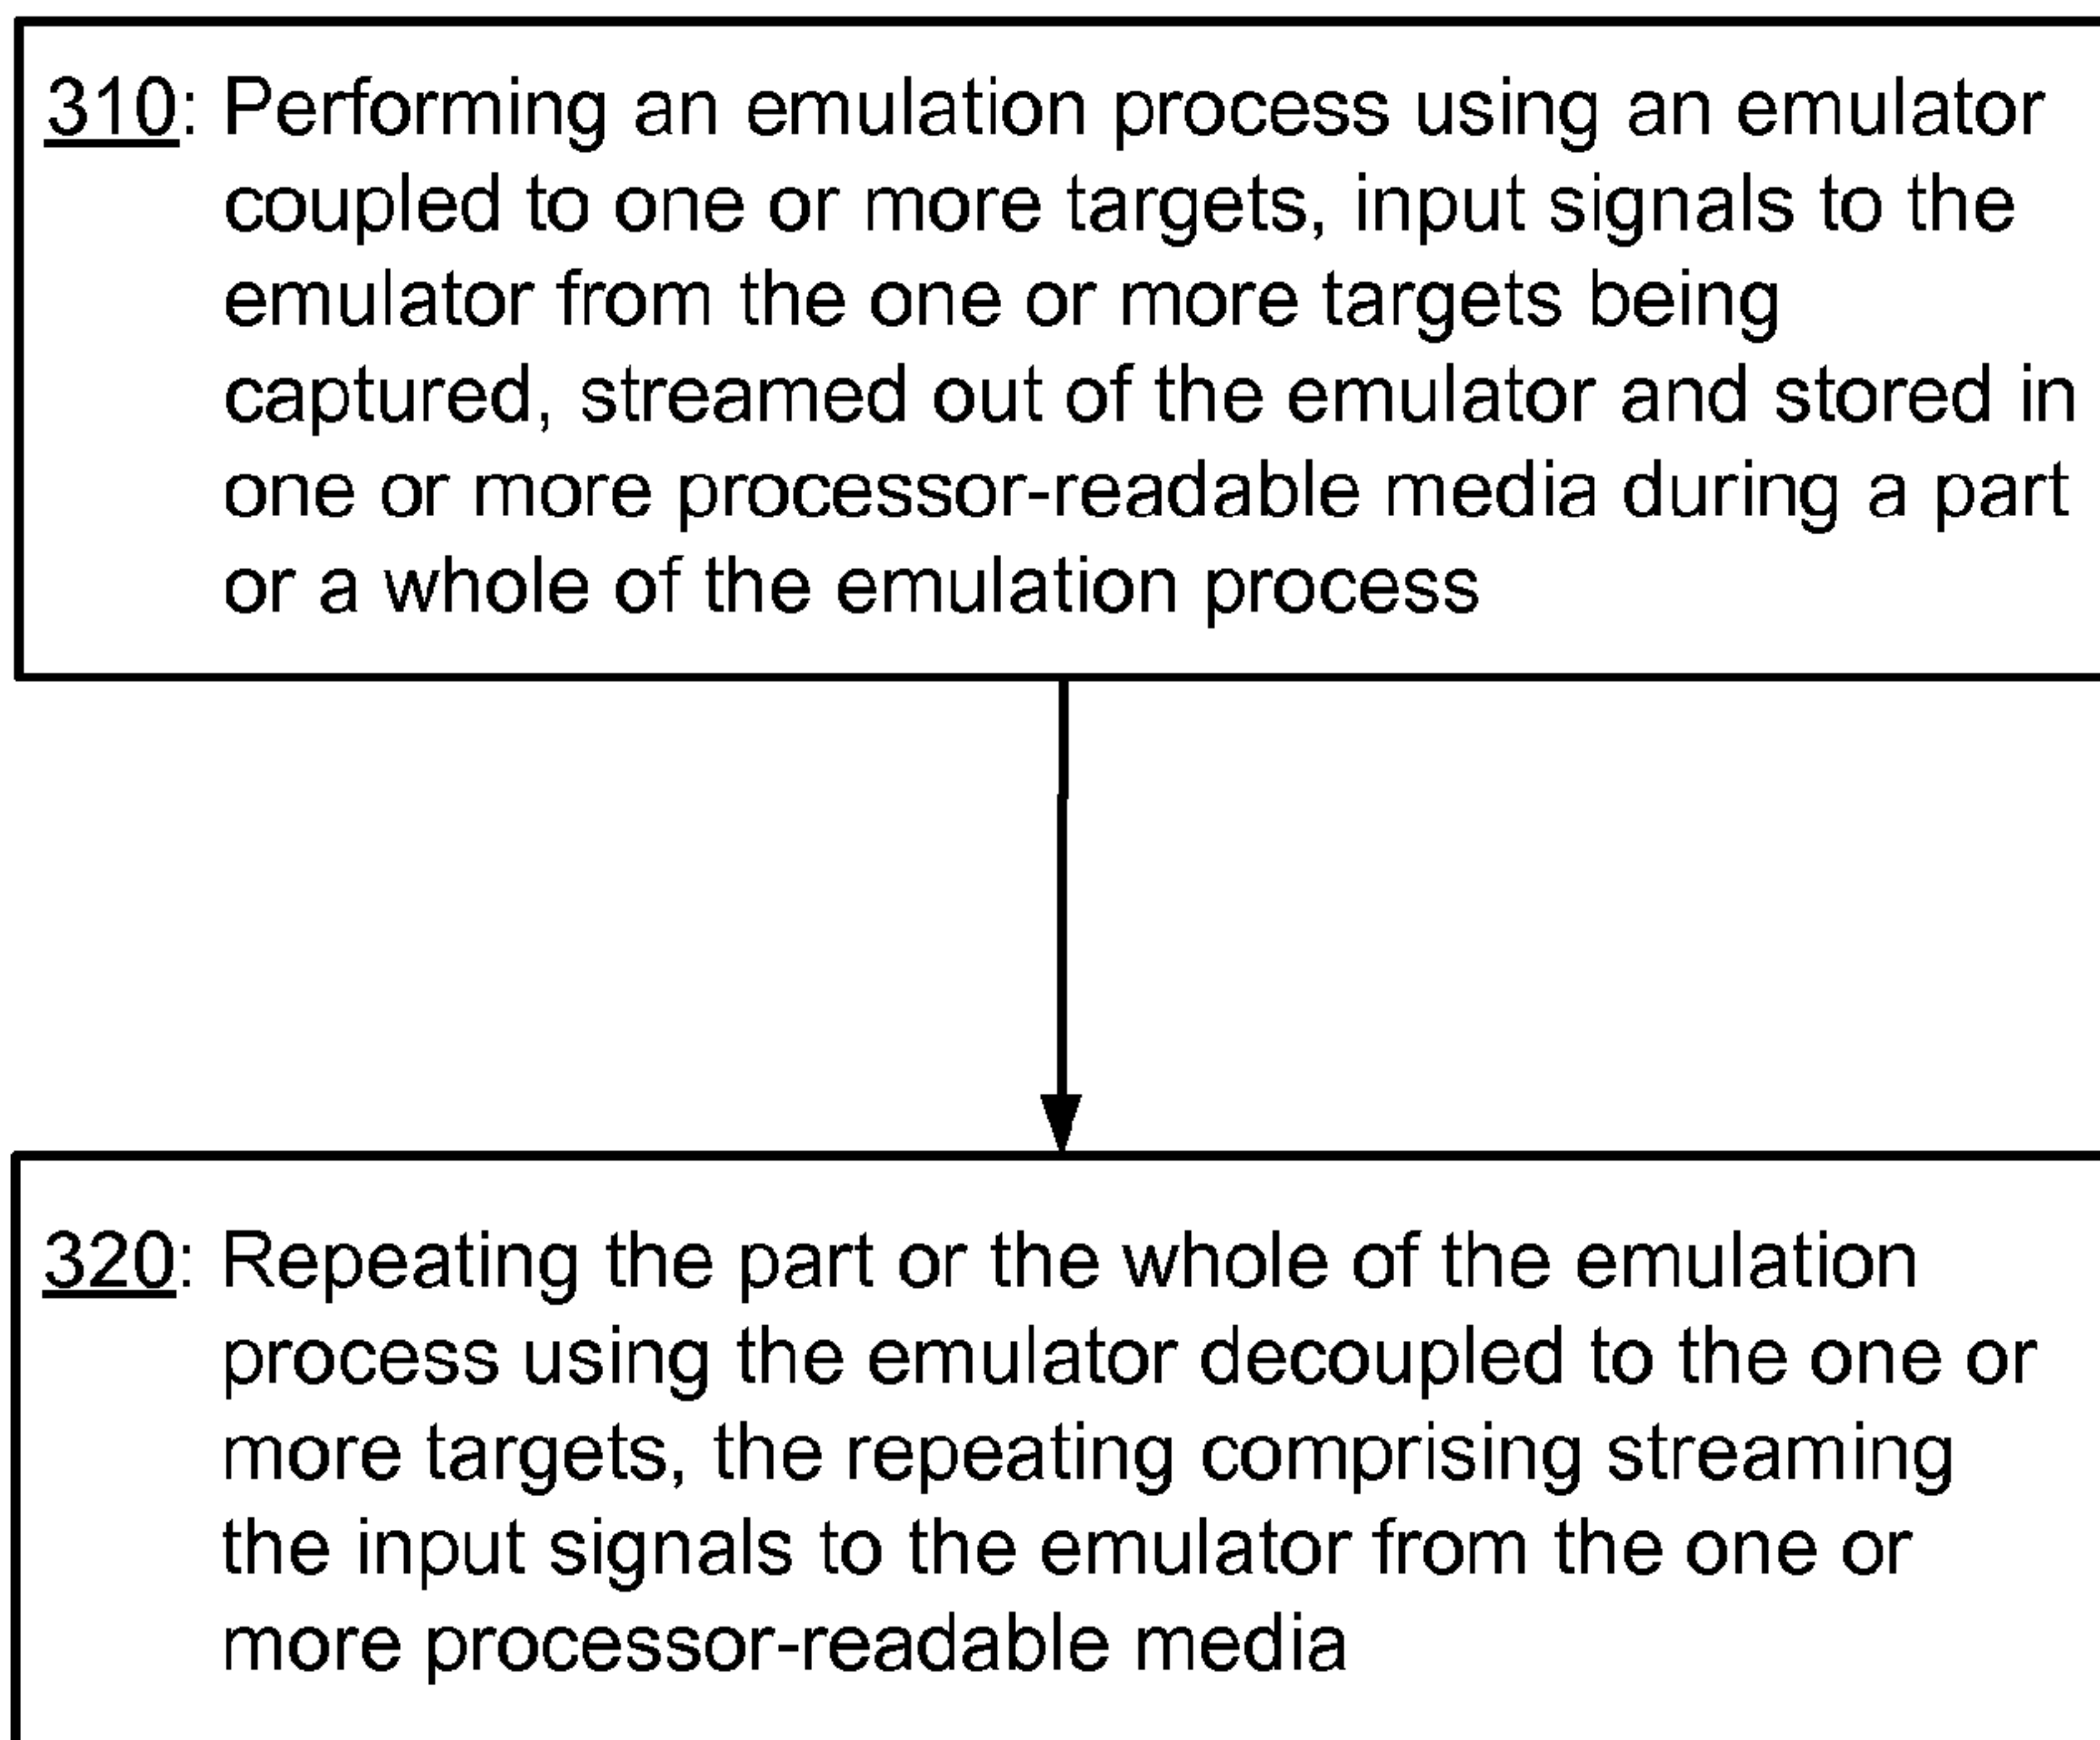 310: Performing an emulation process using an emulator
coupled to one or more targets, input signals to the
emulator from the one or more targets being
captured, streamed out of the emulator and stored in
one or more processor-readable media during a part
or a whole of the emulation process
320: Repeating the part or the whole of the emulation
process using the emulator decoupled to the one or
more targets, the repeating comprising streaming
the input signals to the emulator from the one or
more processor-readable media